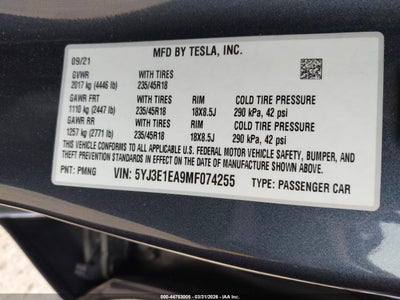 MFD BY TESLA, INC.
09/21
GVWR WITH TIRES
2017 kg (4446 lb) 235/45R18
GAWR FRT WITH TIRES RIM COLD TIRE PRESSURE
1110 kg (2447 lb) 235/45R18 18X8.5J 290 kPa, 42 psi
GAWR RR WITH TIRES RIM COLD TIRE PRESSURE
1257 kg (2771 lb) 235/45R18 18X8.5J 290 kPa, 42 psi
THIS VEHICLE CONFORMS TO ALL APPLICABLE U.S. FEDERAL MOTOR VEHICLE SAFETY, BUMPER, AND
THEFT PREVENTION STANDARDS IN EFFECT ON THE DATE OF MANUFACTURE SHOWN ABOVE.
PNT: PMNG VIN: 5YJ3E1EA9MF074255 TYPE: PASSENGER CAR
ID: 44753005 | 03/31/2026 | IAA Inc. |